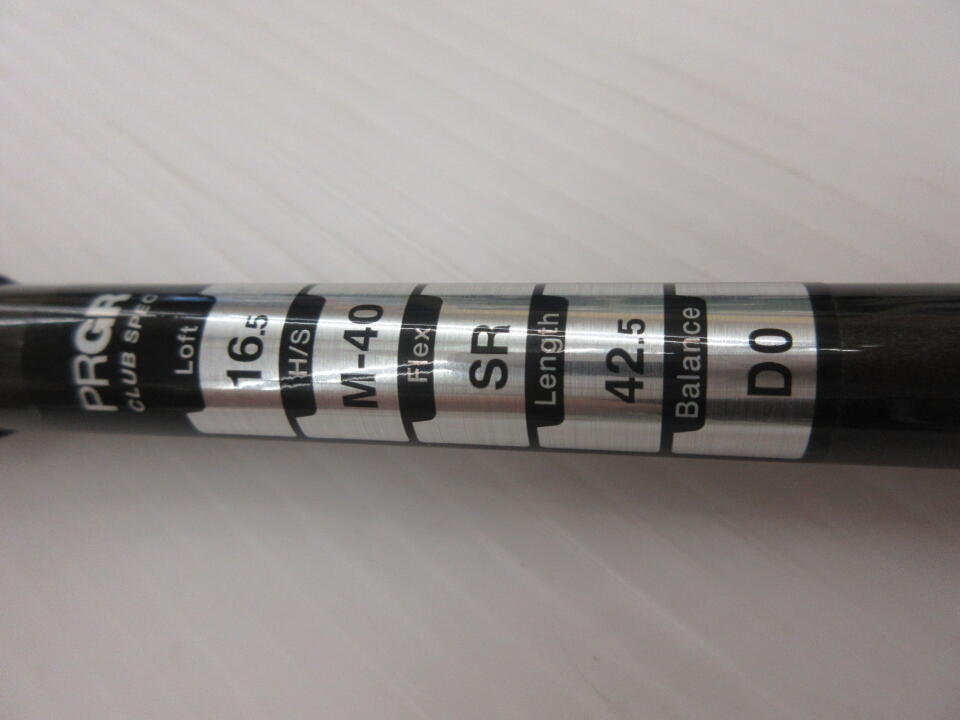 PRGR
CLUB SPEC
Loft
16.5
H/S
M-40
Flex
SR
Length
42.5
Balance
D0